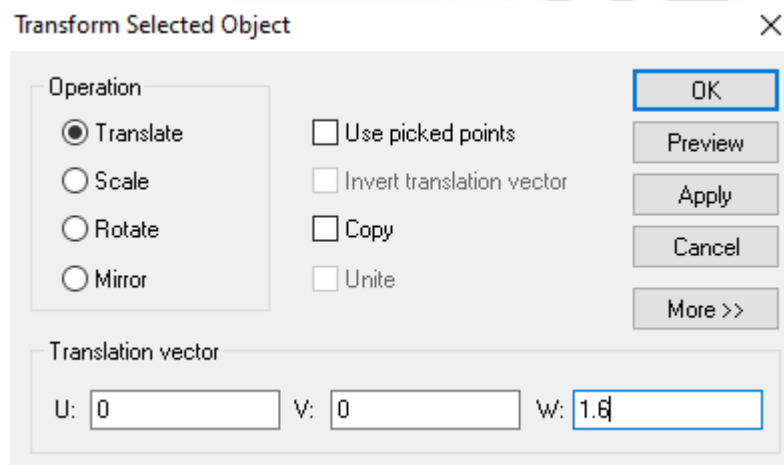 Transform Selected Object
Operation
Translate
Scale
Rotate
Mirror
Use picked points
Invert translation vector
Copy
Unite
OK
Preview
Apply
Cancel
More >>
Translation vector
U: 0 V: 0 W: 1.6